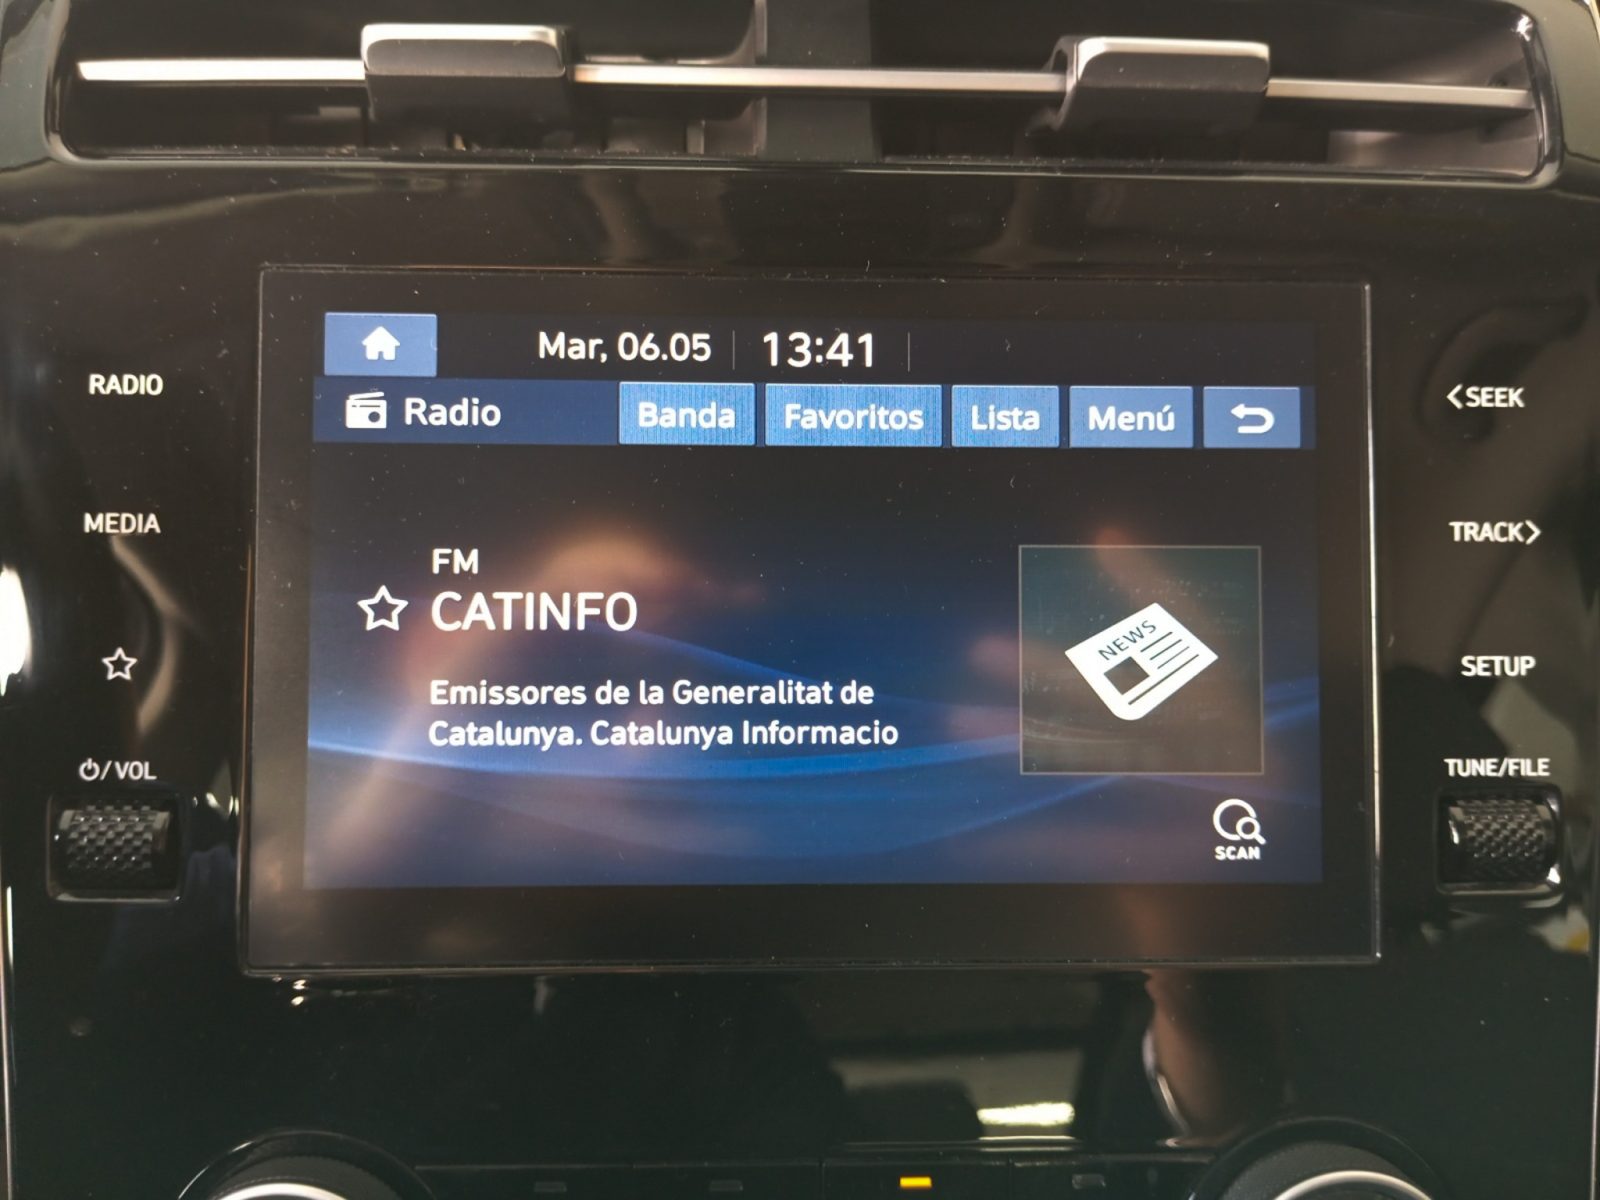 Mar, 06.05 13:41
RADIO
Radio Banda Favoritos Lista Menú
<SEEK
MEDIA
TRACK>
FM
CATINFO
NEWS
SETUP
Emissores de la Generalitat de
Catalunya. Catalunya Informacio
/VOL
TUNE/FILE
SCAN